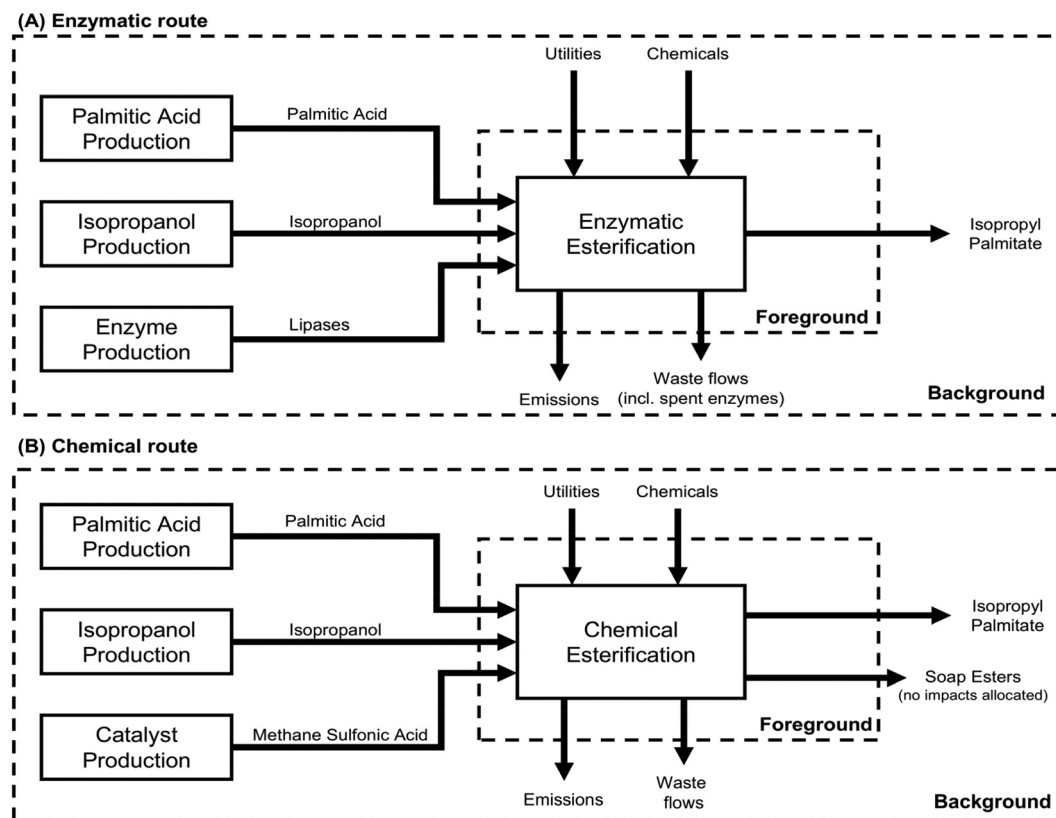 (A) Enzymatic route
Utilities
Chemicals
Palmitic Acid
Production
Palmitic Acid
Isopropanol
Production
Isopropanol
Enzymatic
Esterification
Isopropyl
Palmitate
Enzyme
Production
Lipases
Foreground
Emissions
Waste flows
(incl. spent enzymes)
Background
(B) Chemical route
Utilities
Chemicals
Palmitic Acid
Production
Palmitic Acid
Isopropanol
Production
Isopropanol
Chemical
Esterification
Isopropyl
Palmitate
Soap Esters
(no impacts allocated)
Catalyst
Production
Methane Sulfonic Acid
Foreground
Emissions
Waste
flows
Background